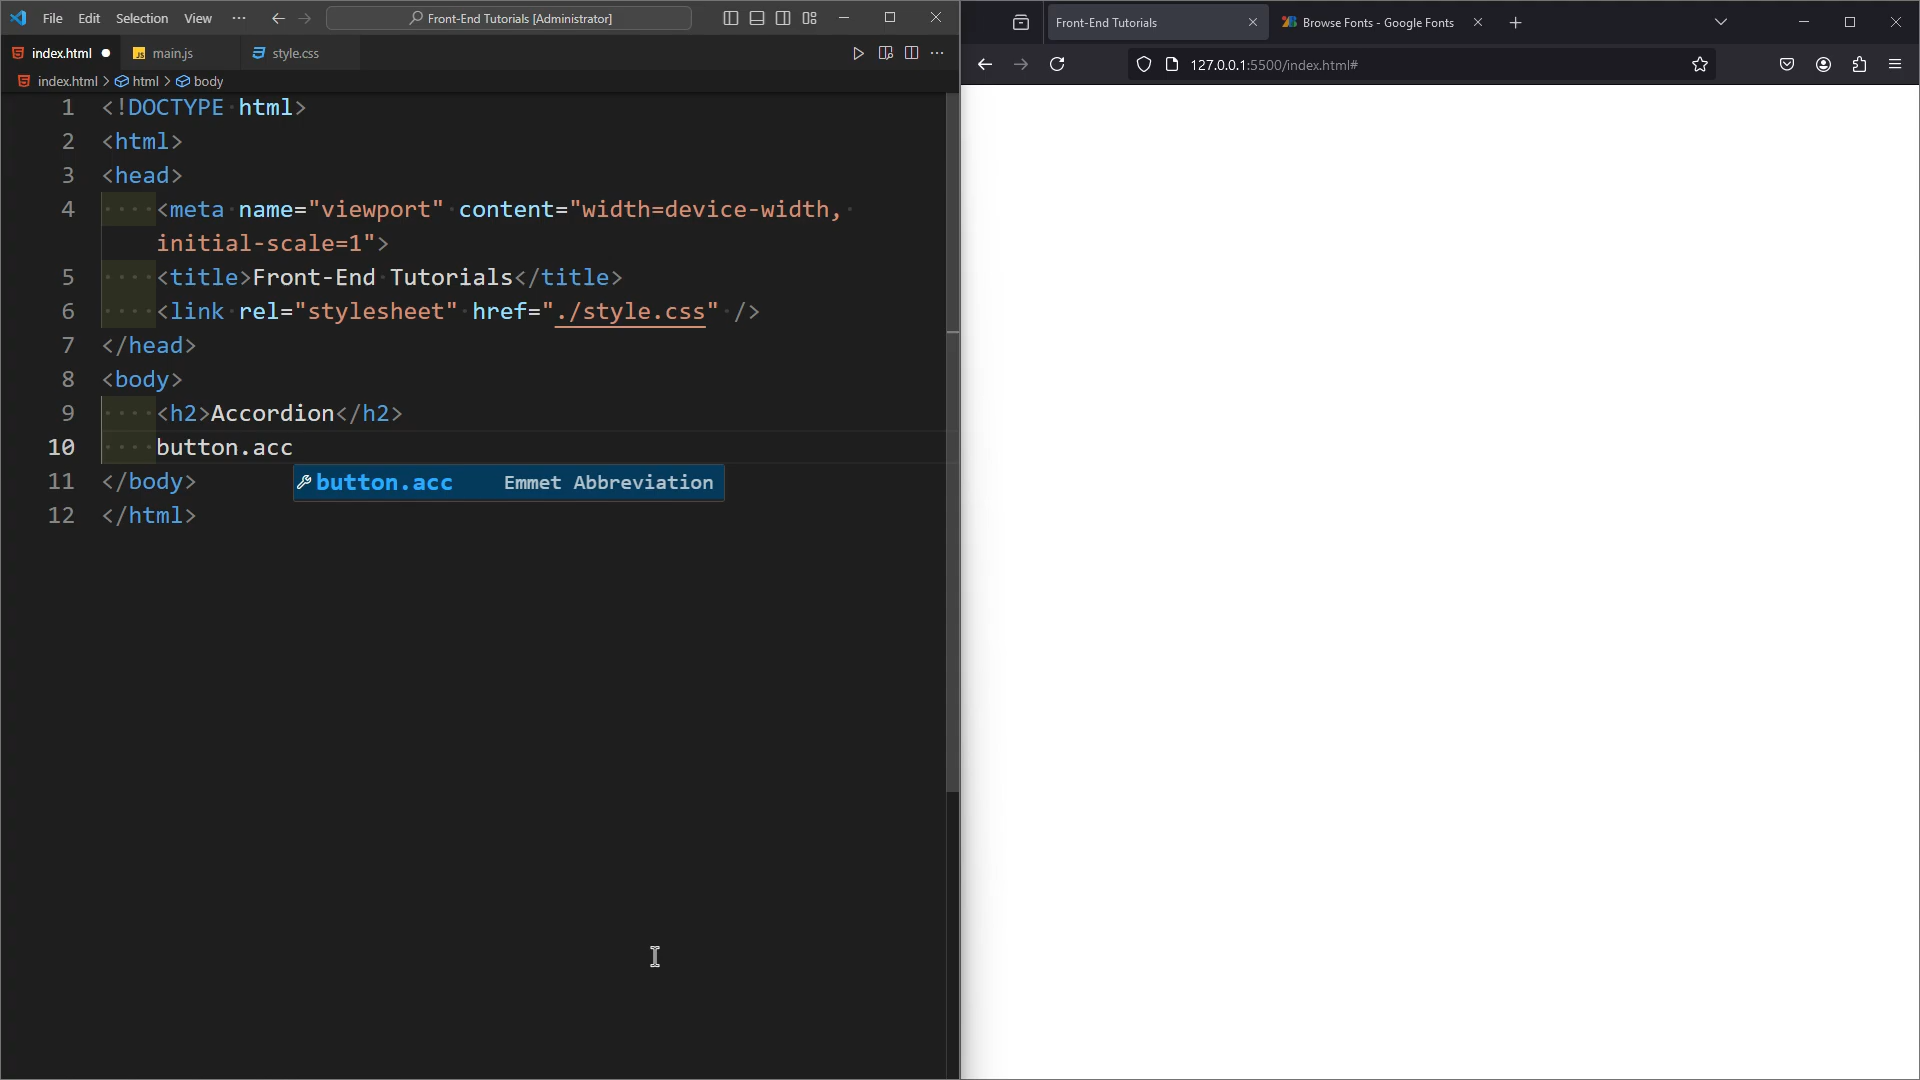 File Edit Selection View ··· Front-End Tutorials [Administrator]
index.html main.js style.css
index.html > html > body
1 <!DOCTYPE html>
2 <html>
3 <head>
4 <meta name="viewport" content="width=device-width,
initial-scale=1">
5 <title>Front-End Tutorials</title>
6 <link rel="stylesheet" href="./style.css" />
7 </head>
8 <body>
9 <h2>Accordion</h2>
10 button.acc
11 </body>
button.acc Emmet Abbreviation
12 </html>
Front-End Tutorials Browse Fonts - Google Fonts
127.0.0.1:5500/index.html#